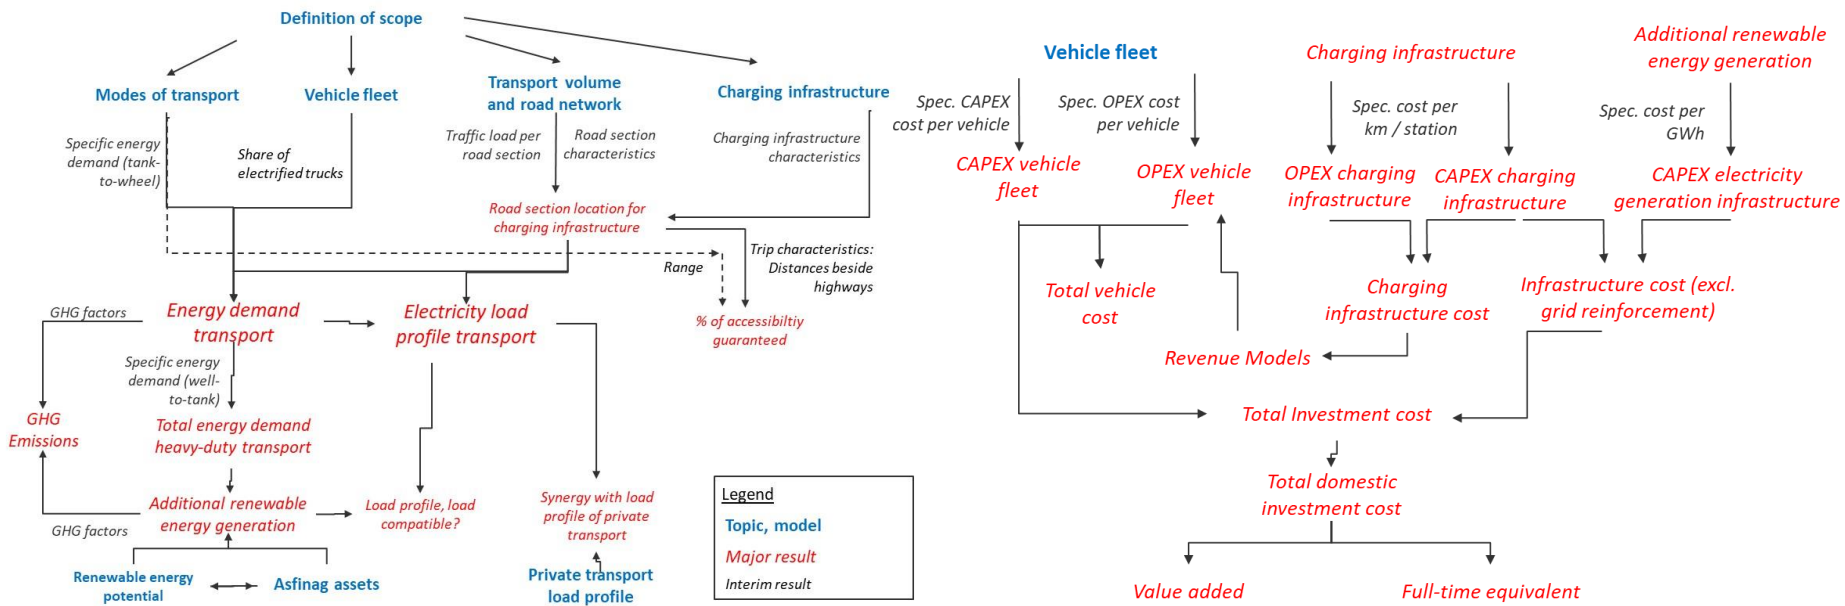 Definition of scope
Modes of transport
Vehicle fleet
Transport volume
and road network
Charging infrastructure
Specific energy
demand (tank-
to-wheel)
Share of
electrified trucks
Traffic load per
road section
Road section
characteristics
Charging infrastructure
characteristics
Road section location for
charging infrastructure
Range
Trip characteristics:
Distances beside
highways
GHG factors
Energy demand
transport
Electricity load
profile transport
% of accessibiltiy
guaranteed
Specific energy
demand (well-
to-tank)
GHG
Emissions
Total energy demand
heavy-duty transport
Additional renewable
energy generation
Load profile, load
compatible?
Synergy with load
profile of private
transport
GHG factors
Renewable energy
potential
Asfinag assets
Private transport
load profile
Legend
Topic, model
Major result
Interim result
Vehicle fleet
Charging infrastructure
Additional renewable
energy generation
Spec. CAPEX
cost per vehicle
Spec. OPEX cost
per vehicle
Spec. cost per
km / station
Spec. cost per
GWh
CAPEX vehicle
fleet
OPEX vehicle
fleet
OPEX charging
infrastructure
CAPEX charging
infrastructure
CAPEX electricity
generation infrastructure
Total vehicle
cost
Charging
infrastructure cost
Infrastructure cost (excl.
grid reinforcement)
Revenue Models
Total Investment cost
Total domestic
investment cost
Value added
Full-time equivalent